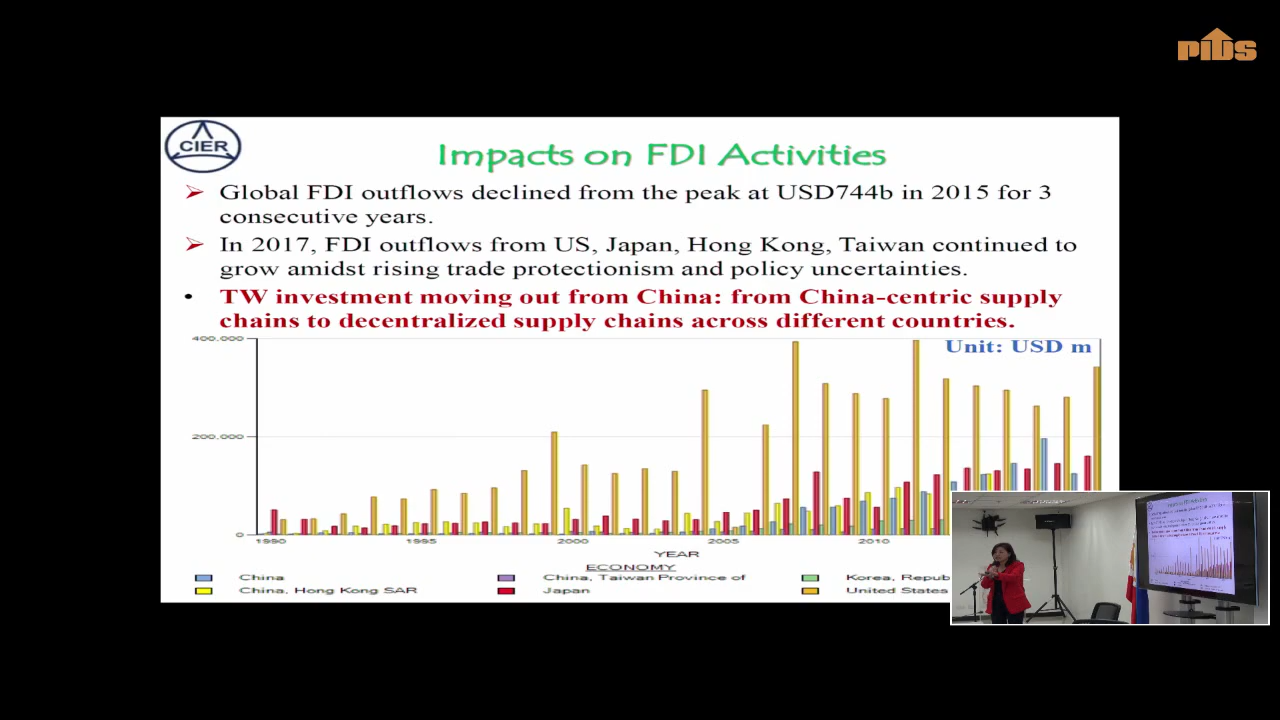 PIDS
CIER
Impacts on FDI Activities
➢ Global FDI outflows declined from the peak at USD744b in 2015 for 3
consecutive years.
➢ In 2017, FDI outflows from US, Japan, Hong Kong, Taiwan continued to
grow amidst rising trade protectionism and policy uncertainties.
• TW investment moving out from China: from China-centric supply
chains to decentralized supply chains across different countries.
Unit: USD m
400.000
200.000
0
1990 1995 2000 2005 2010
YEAR
ECONOMY
China China, Taiwan Province of Korea, Repub
China, Hong Kong SAR Japan United States